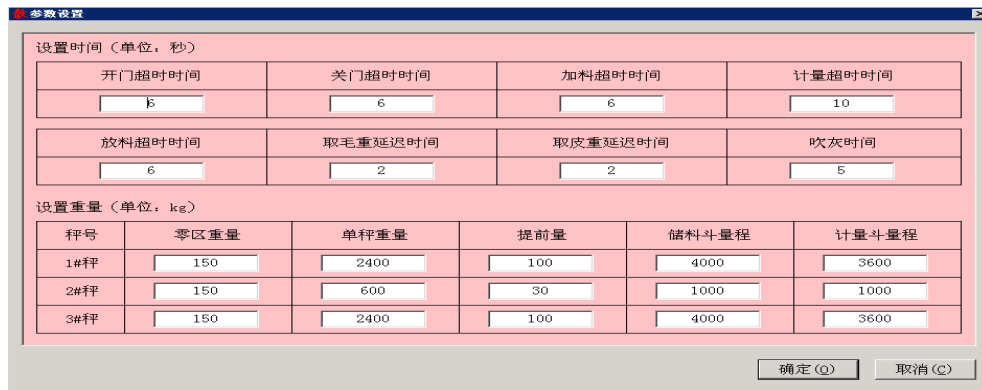 散 参数设置
设置时间（单位：秒）
开门超时时间 关门超时时间 加料超时时间 计量超时时间
6 6 6 10
放料超时时间 取毛重延迟时间 取皮重延迟时间 吹灰时间
6 2 2 5
设置重量（单位：kg）
秤号 零区重量 单秤重量 提前量 储料斗量程 计量斗量程
1#秤 150 2400 100 4000 3600
2#秤 150 600 30 1000 1000
3#秤 150 2400 100 4000 3600
确定(O) 取消(C)